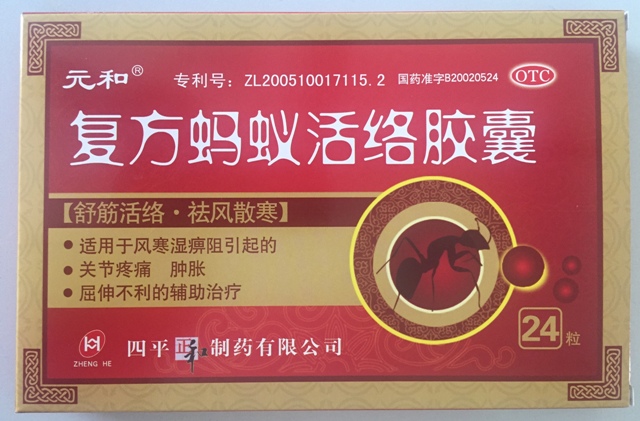 元和®
专利号：ZL200510017115.2 国药准字B20020524 OTC
复方蚂蚁活络胶囊
【舒筋活络·祛风散寒】
•适用于风寒湿痹阻引起的
•关节疼痛 肿胀
•屈伸不利的辅助治疗
24粒
ZHENG HE
四平正和制药有限公司